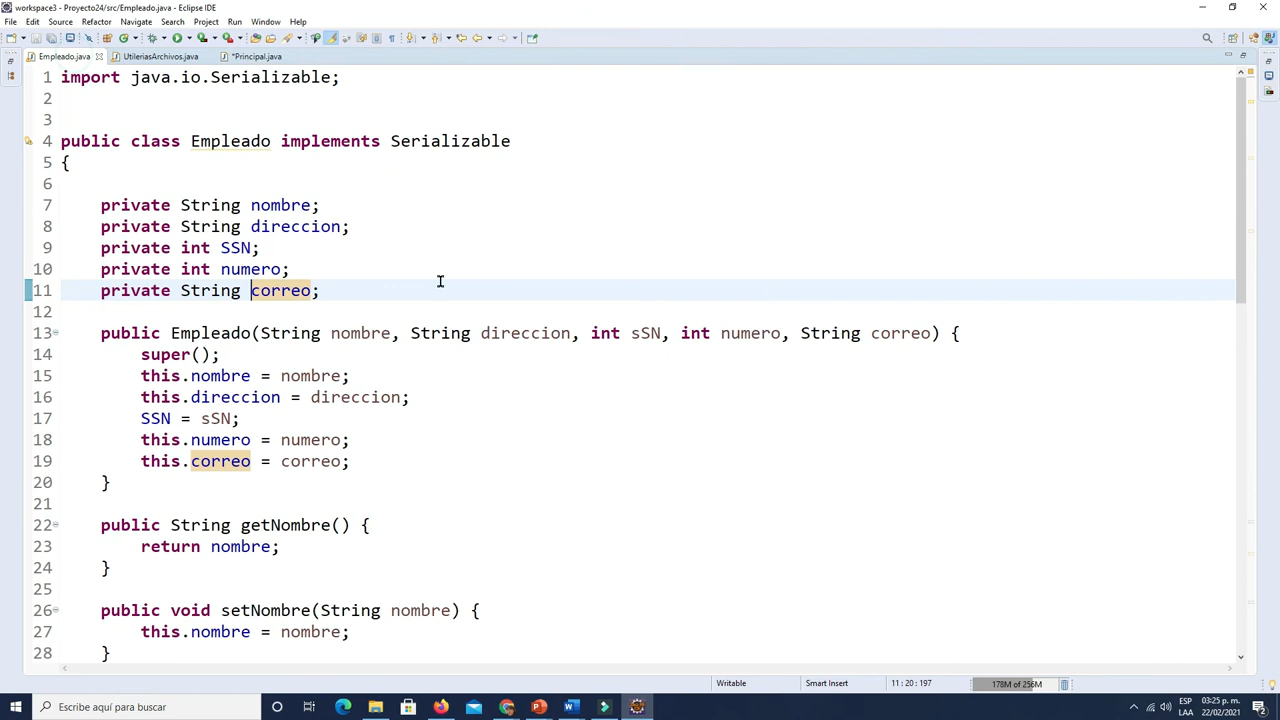 workspace3 - Proyecto24/src/Empleado.java - Eclipse IDE
File Edit Source Refactor Navigate Search Project Run Window Help
Empleado.java UtileriasArchivos.java *Principal.java
1 import java.io.Serializable;
2
3
4 public class Empleado implements Serializable
5 {
6
7 private String nombre;
8 private String direccion;
9 private int SSN;
10 private int numero;
11 private String correo;
12
13 public Empleado(String nombre, String direccion, int sSN, int numero, String correo) {
14 super();
15 this.nombre = nombre;
16 this.direccion = direccion;
17 SSN = sSN;
18 this.numero = numero;
19 this.correo = correo;
20 }
21
22 public String getNombre() {
23 return nombre;
24 }
25
26 public void setNombre(String nombre) {
27 this.nombre = nombre;
28 }
Writable Smart Insert 11 : 20 : 197 178M of 256M
Escribe aquí para buscar
ESP 03:25 p. m.
LAA 22/02/2021
2